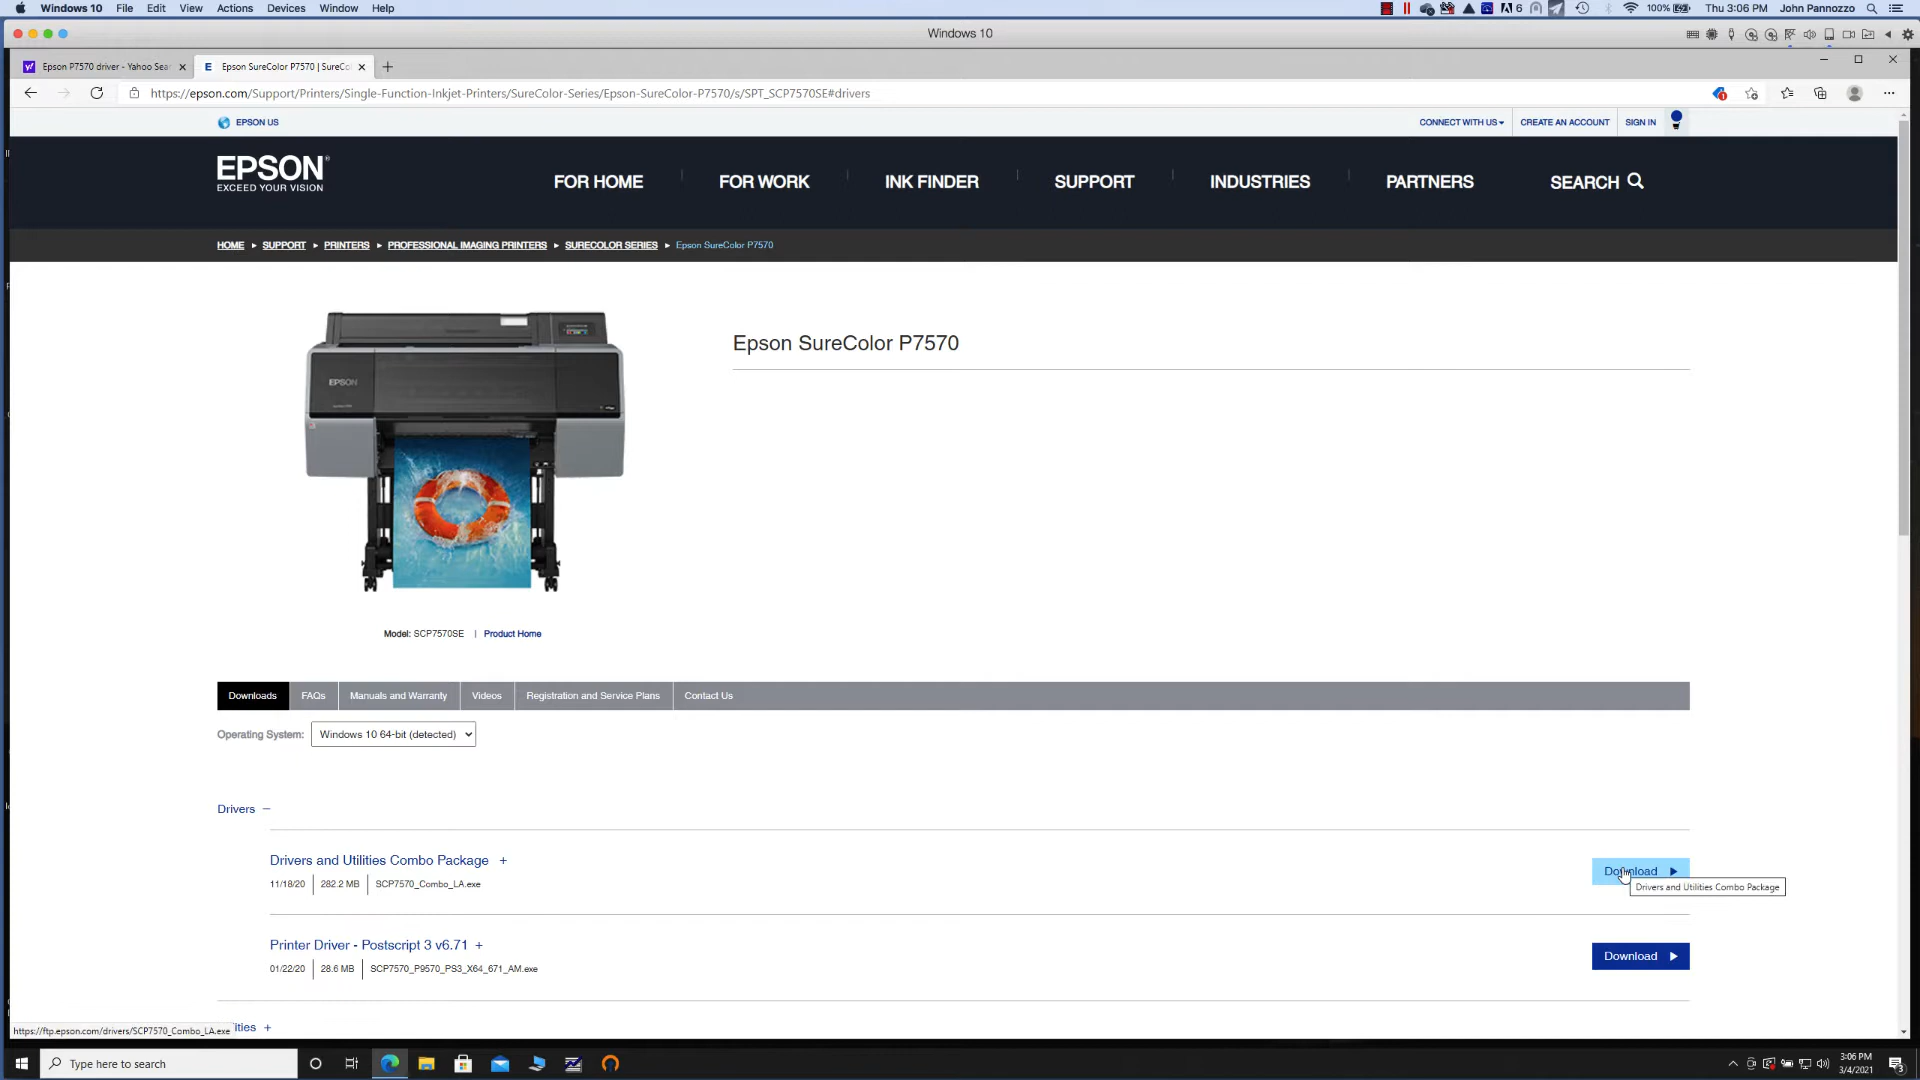 Windows 10 File Edit View Actions Devices Window Help 6 100% Thu 3:06 PM John Pannozzo
Windows 10
Epson P7570 driver - Yahoo Sea Epson SureColor P7570 | SureCo
https://epson.com/Support/Printers/Single-Function-Inkjet-Printers/SureColor-Series/Epson-SureColor-P7570/s/SPT_SCP7570SE#drivers
EPSON US CONNECT WITH US CREATE AN ACCOUNT SIGN IN
EPSON®
EXCEED YOUR VISION
FOR HOME FOR WORK INK FINDER SUPPORT INDUSTRIES PARTNERS SEARCH
HOME SUPPORT PRINTERS PROFESSIONAL IMAGING PRINTERS SURECOLOR SERIES Epson SureColor P7570
Epson SureColor P7570
EPSON
Model: SCP7570SE | Product Home
Downloads FAQs Manuals and Warranty Videos Registration and Service Plans Contact Us
Operating System: Windows 10 64-bit (detected)
Drivers −
Drivers and Utilities Combo Package +
11/18/20 282.2 MB SCP7570_Combo_LA.exe
Download
Drivers and Utilities Combo Package
Printer Driver - Postscript 3 v6.71 +
01/22/20 28.6 MB SCP7570_P9570_PS3_X64_671_AM.exe
Download
https://ftp.epson.com/drivers/SCP7570_Combo_LA.exe ities +
Type here to search
3:06 PM
3/4/2021
3